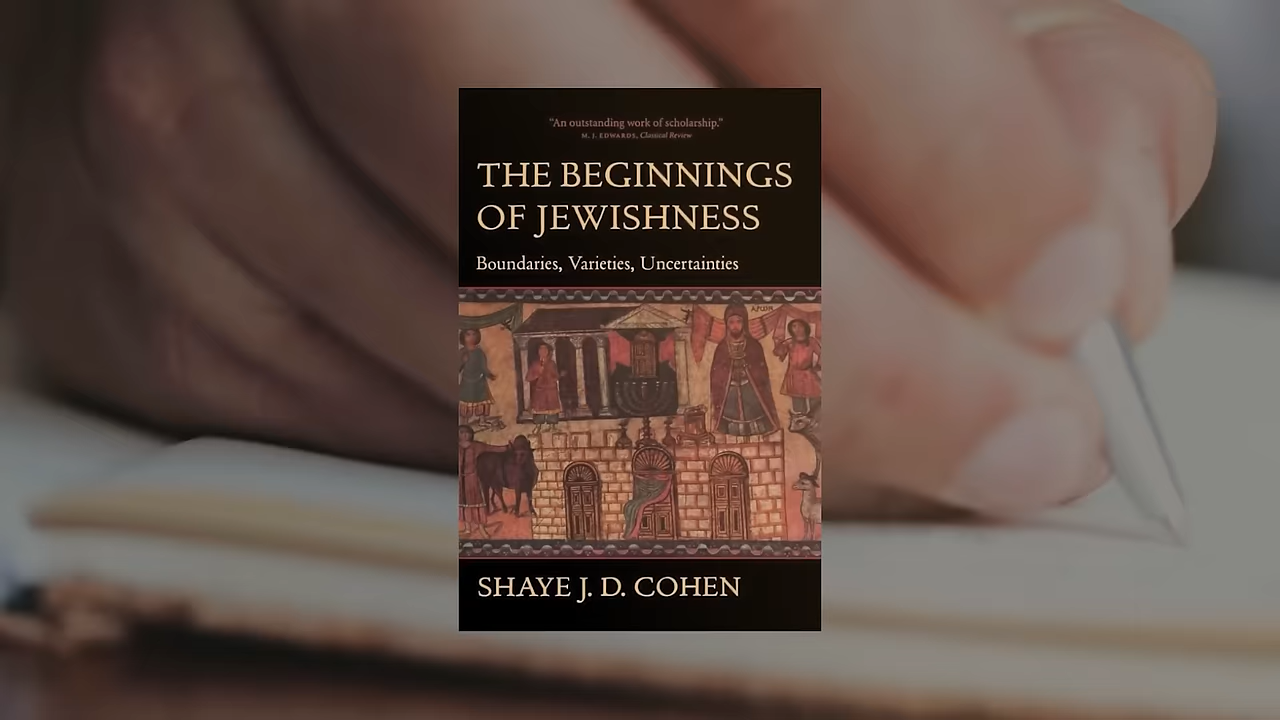 “An outstanding work of scholarship.”
M. J. EDWARDS, Classical Review
THE BEGINNINGS
OF JEWISHNESS
Boundaries, Varieties, Uncertainties
SHAYE J. D. COHEN